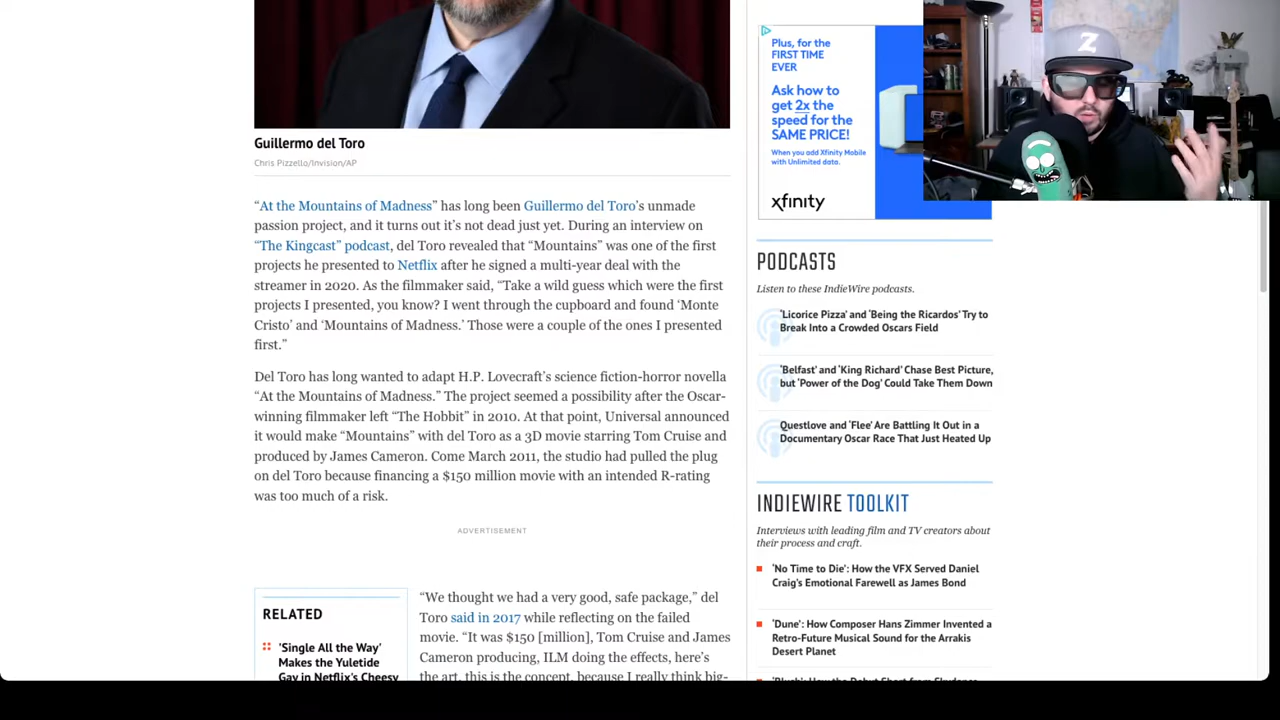 Guillermo del Toro
Chris Pizzello/Invision/AP
“At the Mountains of Madness” has long been Guillermo del Toro’s unmade
passion project, and it turns out it’s not dead just yet. During an interview on
“The Kingcast” podcast, del Toro revealed that “Mountains” was one of the first
projects he presented to Netflix after he signed a multi-year deal with the
streamer in 2020. As the filmmaker said, “Take a wild guess which were the first
projects I presented, you know? I went through the cupboard and found ‘Monte
Cristo’ and ‘Mountains of Madness.’ Those were a couple of the ones I presented
first.”
Del Toro has long wanted to adapt H.P. Lovecraft’s science fiction-horror novella
“At the Mountains of Madness.” The project seemed a possibility after the Oscar-
winning filmmaker left “The Hobbit” in 2010. At that point, Universal announced
it would make “Mountains” with del Toro as a 3D movie starring Tom Cruise and
produced by James Cameron. Come March 2011, the studio had pulled the plug
on del Toro because financing a $150 million movie with an intended R-rating
was too much of a risk.
ADVERTISEMENT
RELATED
'Single All the Way'
Makes the Yuletide
Gay in Netflix's Cheesy
“We thought we had a very good, safe package,” del
Toro said in 2017 while reflecting on the failed
movie. “It was $150 [million], Tom Cruise and James
Cameron producing, ILM doing the effects, here’s
the art, this is the concept, because I really think big-
Plus, for the
FIRST TIME
EVER
Ask how to
get 2x the
speed for the
SAME PRICE!
When you add Xfinity Mobile
with Unlimited data.
xfinity
Z
PODCASTS
Listen to these IndieWire podcasts.
‘Licorice Pizza’ and ‘Being the Ricardos’ Try to
Break Into a Crowded Oscars Field
‘Belfast’ and ‘King Richard’ Chase Best Picture,
but ‘Power of the Dog’ Could Take Them Down
Questlove and ‘Flee’ Are Battling It Out in a
Documentary Oscar Race That Just Heated Up
INDIEWIRE TOOLKIT
Interviews with leading film and TV creators about
their process and craft.
‘No Time to Die’: How the VFX Served Daniel
Craig’s Emotional Farewell as James Bond
‘Dune’: How Composer Hans Zimmer Invented a
Retro-Future Musical Sound for the Arrakis
Desert Planet